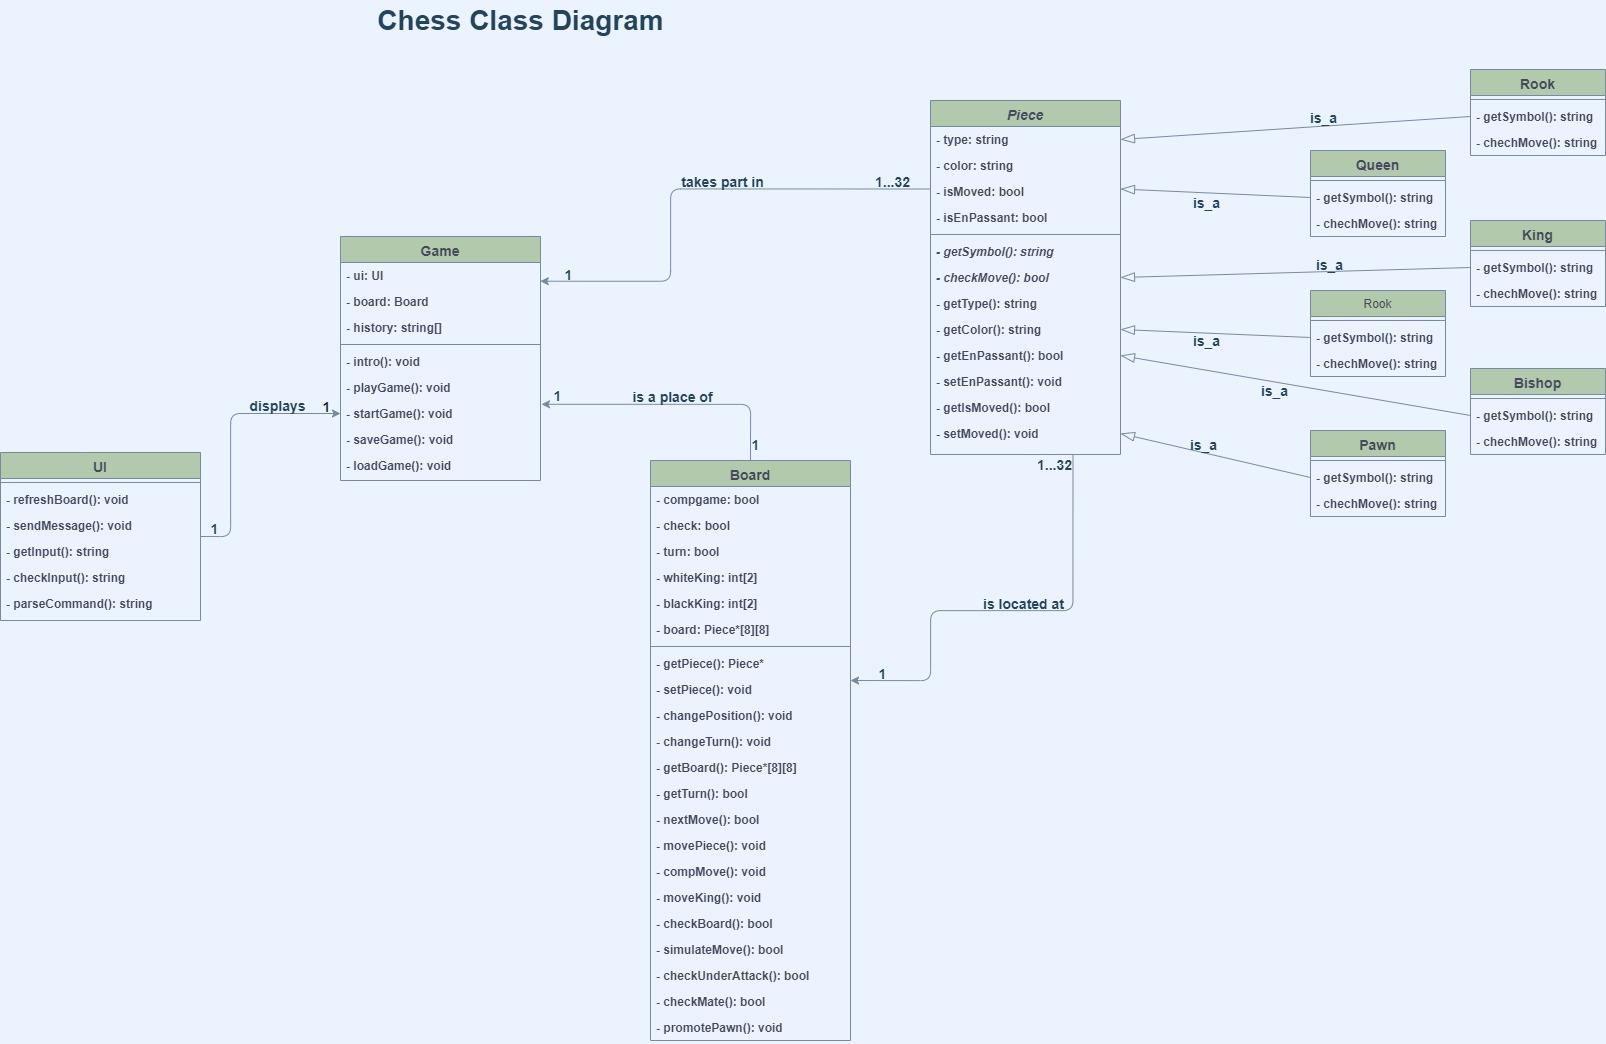 Chess Class Diagram
UI
- refreshBoard(): void
- sendMessage(): void
- getInput(): string
- checkInput(): string
- parseCommand(): string
1
displays
1
Game
- ui: UI
- board: Board
- history: string[]
- intro(): void
- playGame(): void
- startGame(): void
- saveGame(): void
- loadGame(): void
1
takes part in
1...32
1
is a place of
1
Board
- compgame: bool
- check: bool
- turn: bool
- whiteKing: int[2]
- blackKing: int[2]
- board: Piece*[8][8]
- getPiece(): Piece*
- setPiece(): void
- changePosition(): void
- changeTurn(): void
- getBoard(): Piece*[8][8]
- getTurn(): bool
- nextMove(): bool
- movePiece(): void
- compMove(): void
- moveKing(): void
- checkBoard(): bool
- simulateMove(): bool
- checkUnderAttack(): bool
- checkMate(): bool
- promotePawn(): void
1
is located at
1...32
Piece
- type: string
- color: string
- isMoved: bool
- isEnPassant: bool
- getSymbol(): string
- checkMove(): bool
- getType(): string
- getColor(): string
- getEnPassant(): bool
- setEnPassant(): void
- getIsMoved(): bool
- setMoved(): void
is_a
Rook
- getSymbol(): string
- chechMove(): string
is_a
Queen
- getSymbol(): string
- chechMove(): string
is_a
King
- getSymbol(): string
- chechMove(): string
is_a
Rook
- getSymbol(): string
- chechMove(): string
is_a
Bishop
- getSymbol(): string
- chechMove(): string
is_a
Pawn
- getSymbol(): string
- chechMove(): string